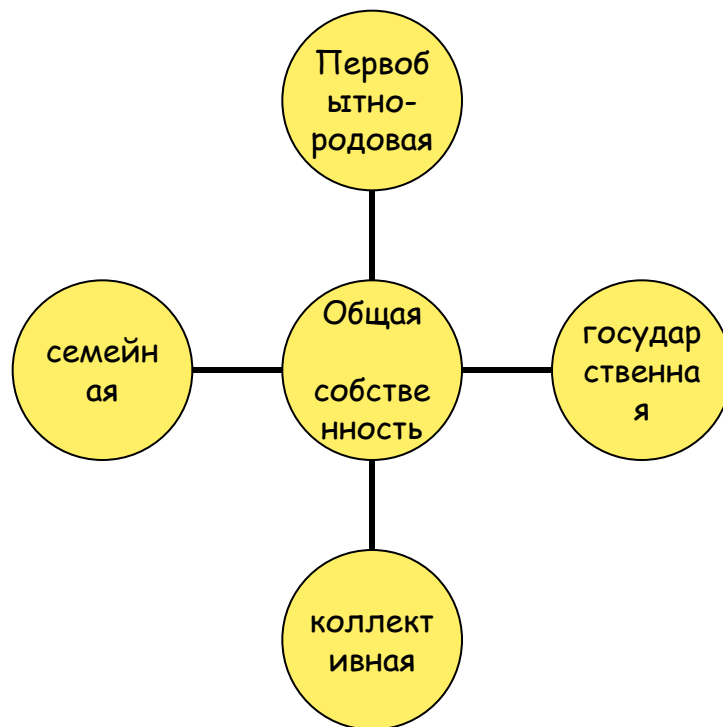 Первоб
ытно-
родовая
семейн
ая
Общая
собстве
нность
государ
ственна
я
коллект
ивная